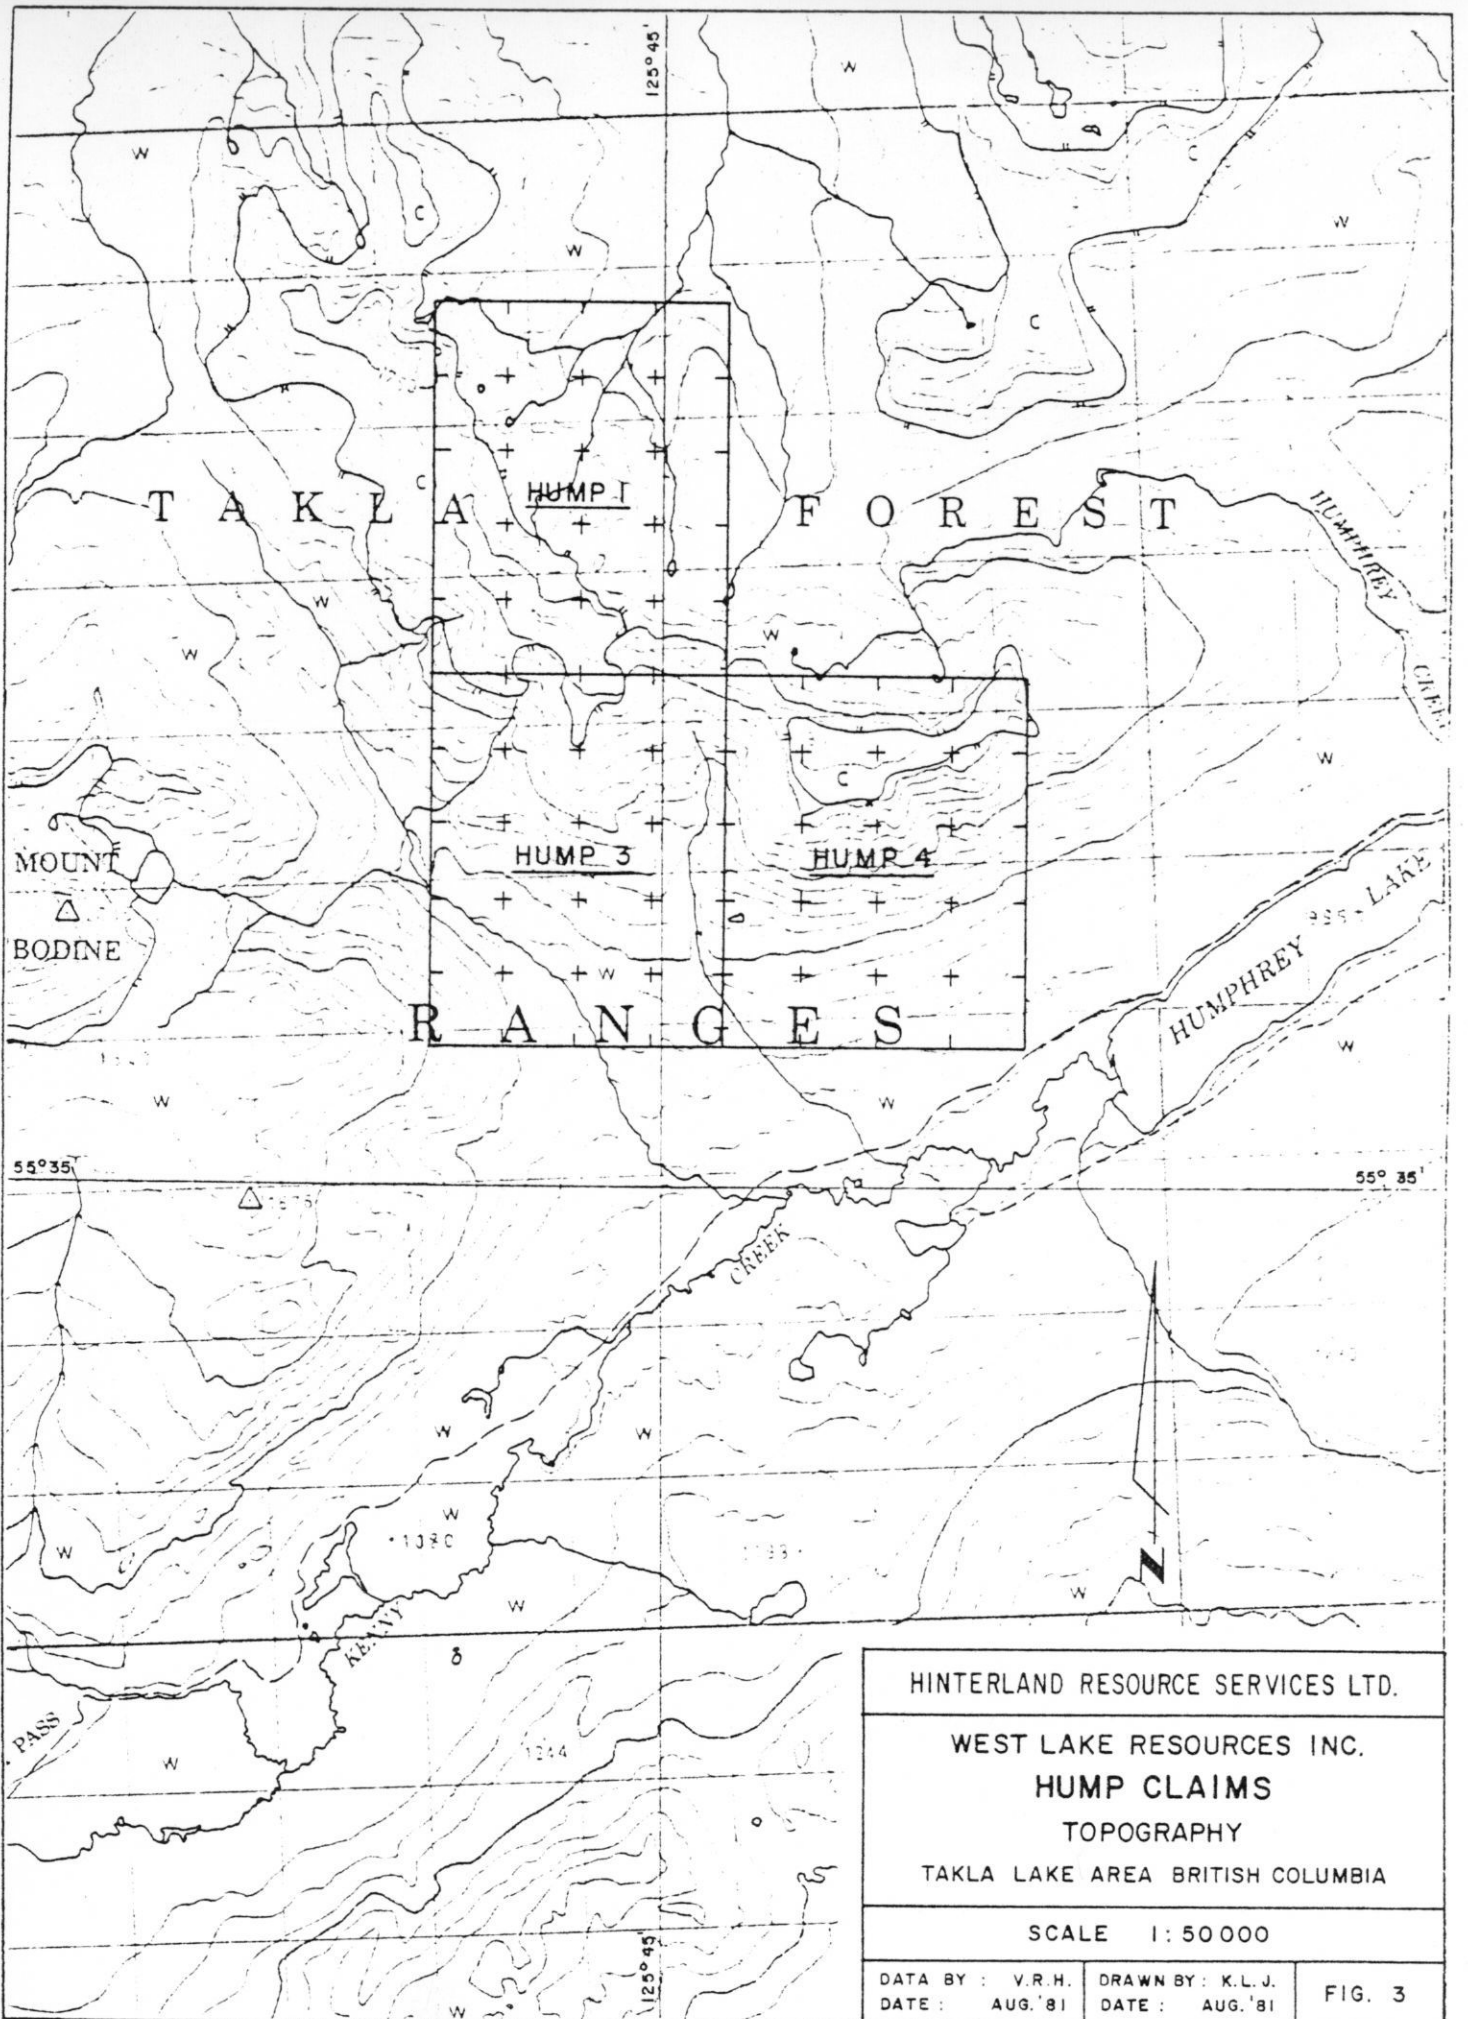 125°45'
W
W
C
W
C
W
C
HUMP 1
C
TAKLA FOREST
HUMPHREY
CREEK
W
W
W
W
C
MOUNT
BODINE
HUMP 3
HUMP 4
HUMPHREY LAKE
W
RANGES
W
W
W
55°35'
55° 35'
CREEK
W
W
W
1080
W
W
W
KENNY
PASS
W
1244
W
125°45'
N
HINTERLAND RESOURCE SERVICES LTD.
WEST LAKE RESOURCES INC.
HUMP CLAIMS
TOPOGRAPHY
TAKLA LAKE AREA BRITISH COLUMBIA
SCALE 1:50000
DATA BY : V.R.H.
DATE : AUG.'81
DRAWN BY : K.L.J.
DATE : AUG.'81
FIG. 3